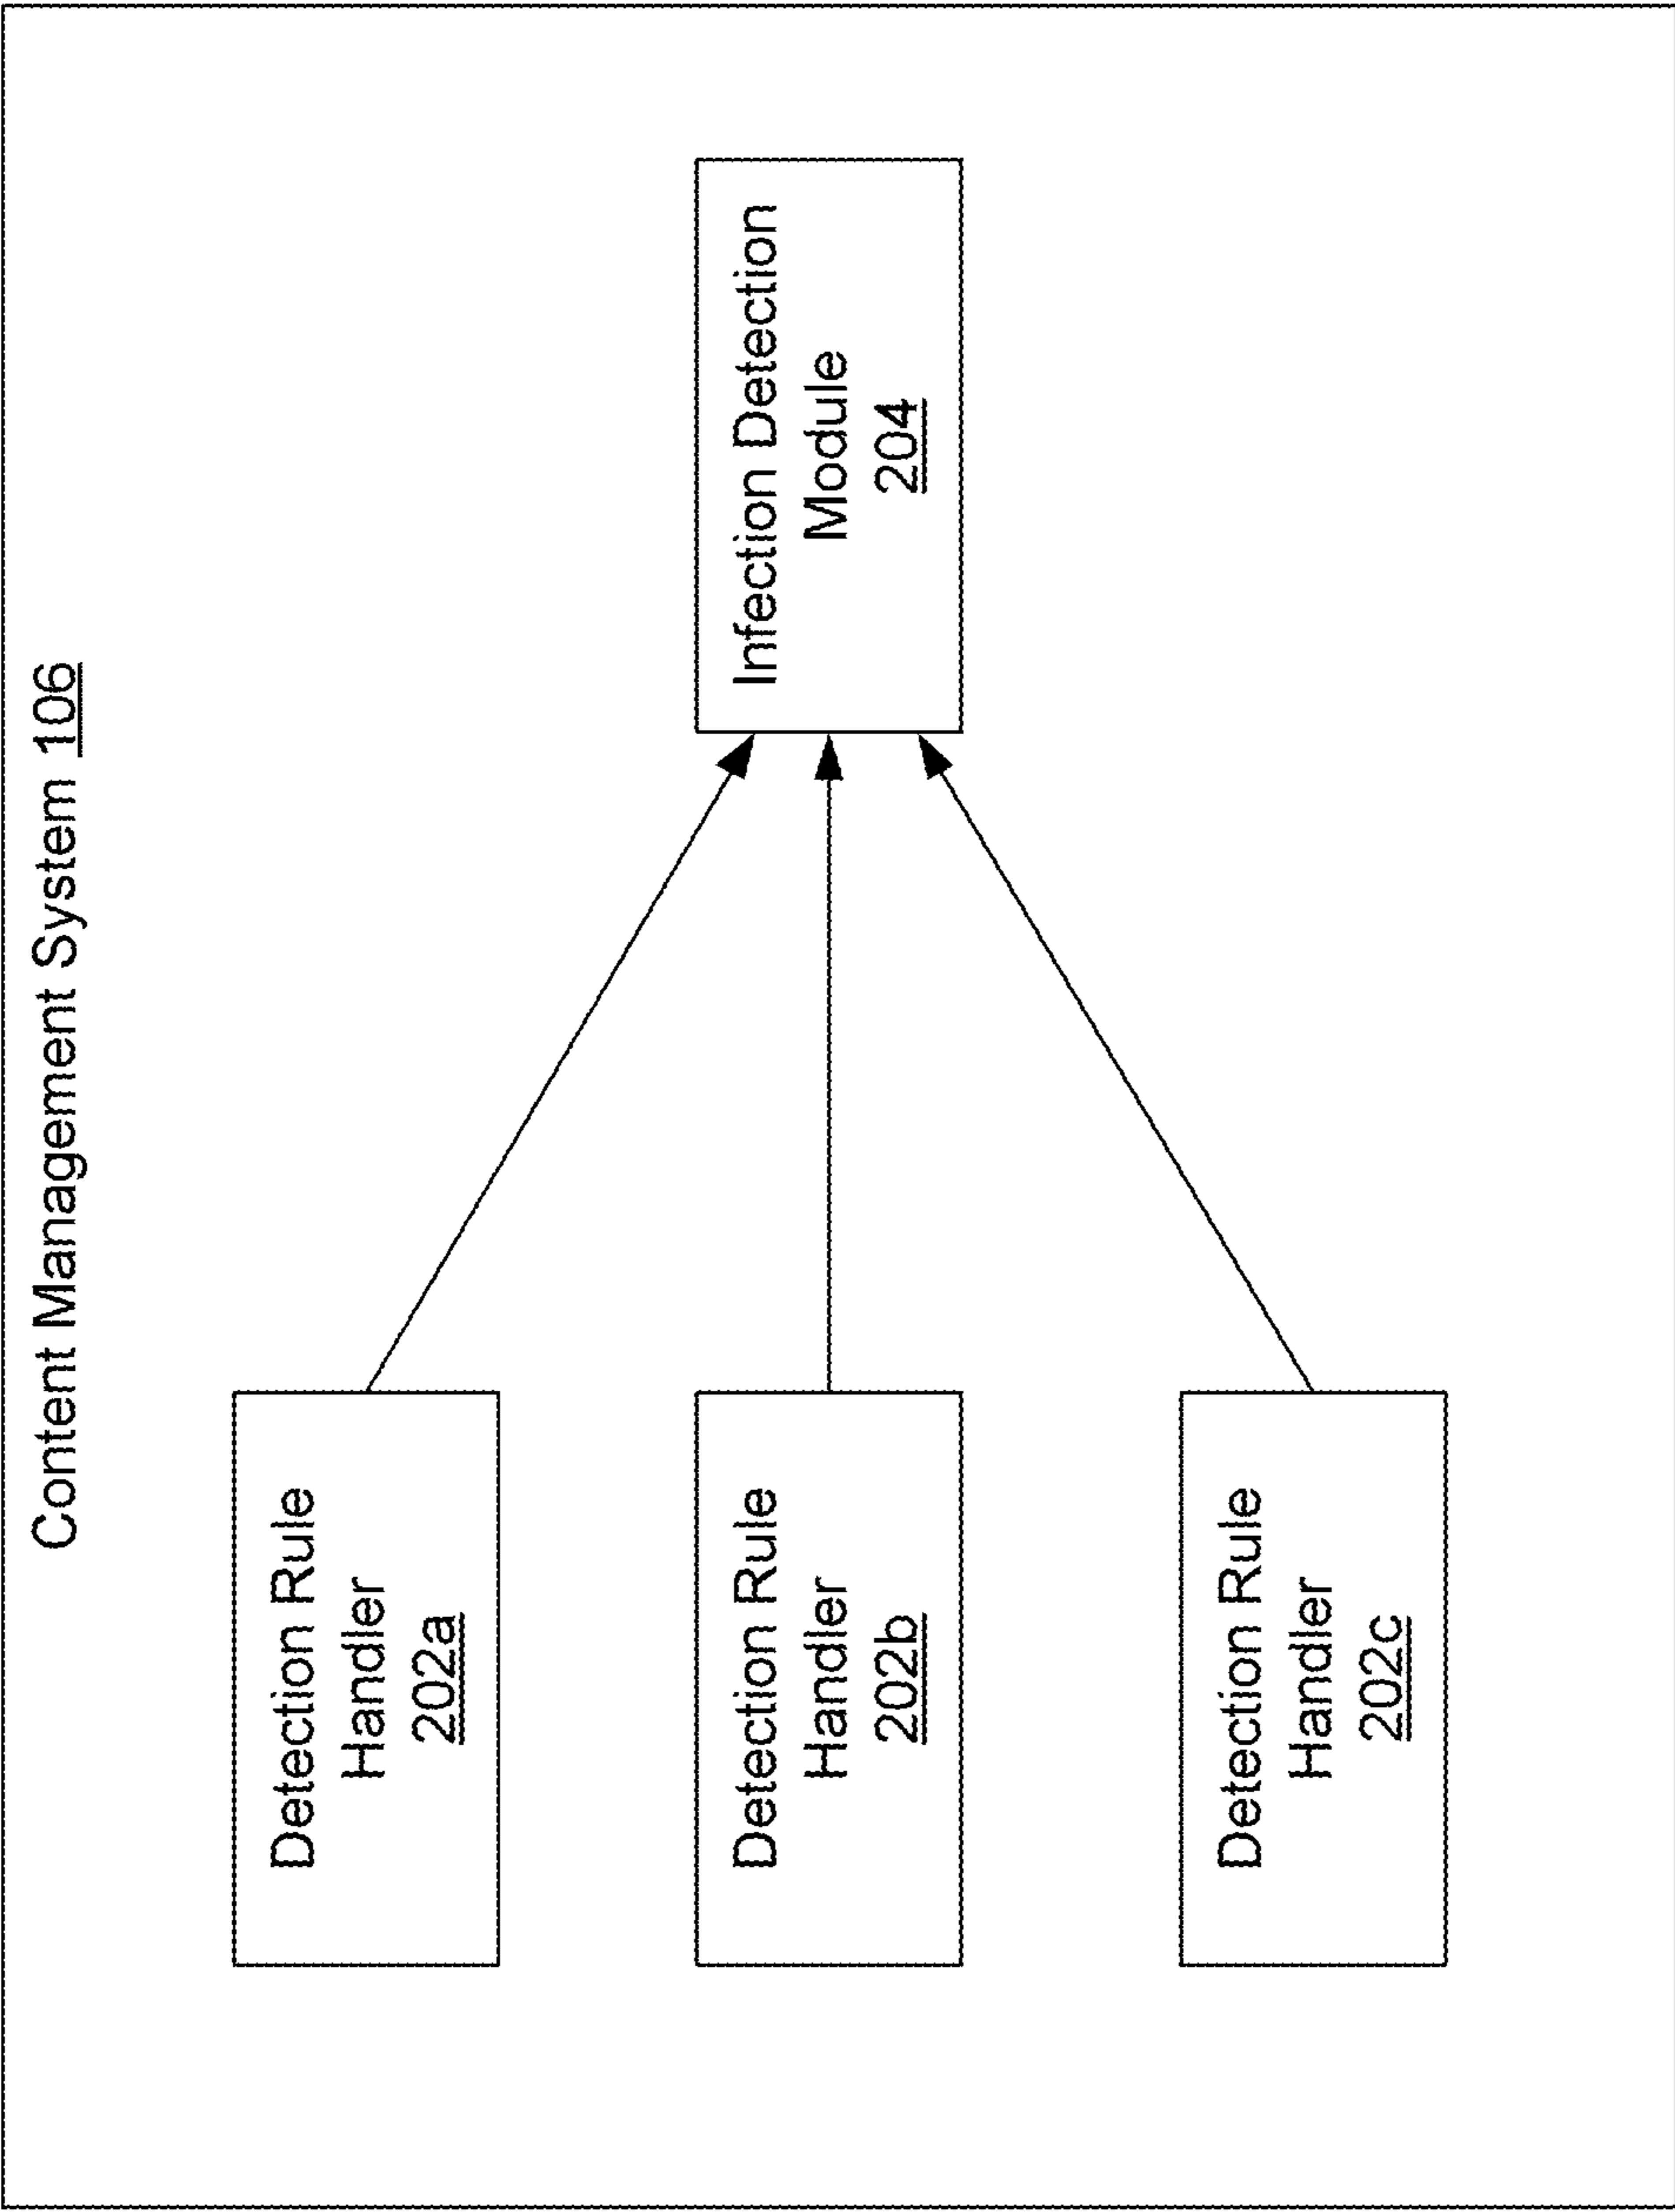 Content Management System 106
Detection Rule
Handler
202a
Detection Rule
Handler
202b
Detection Rule
Handler
202c
Infection Detection
Module
204